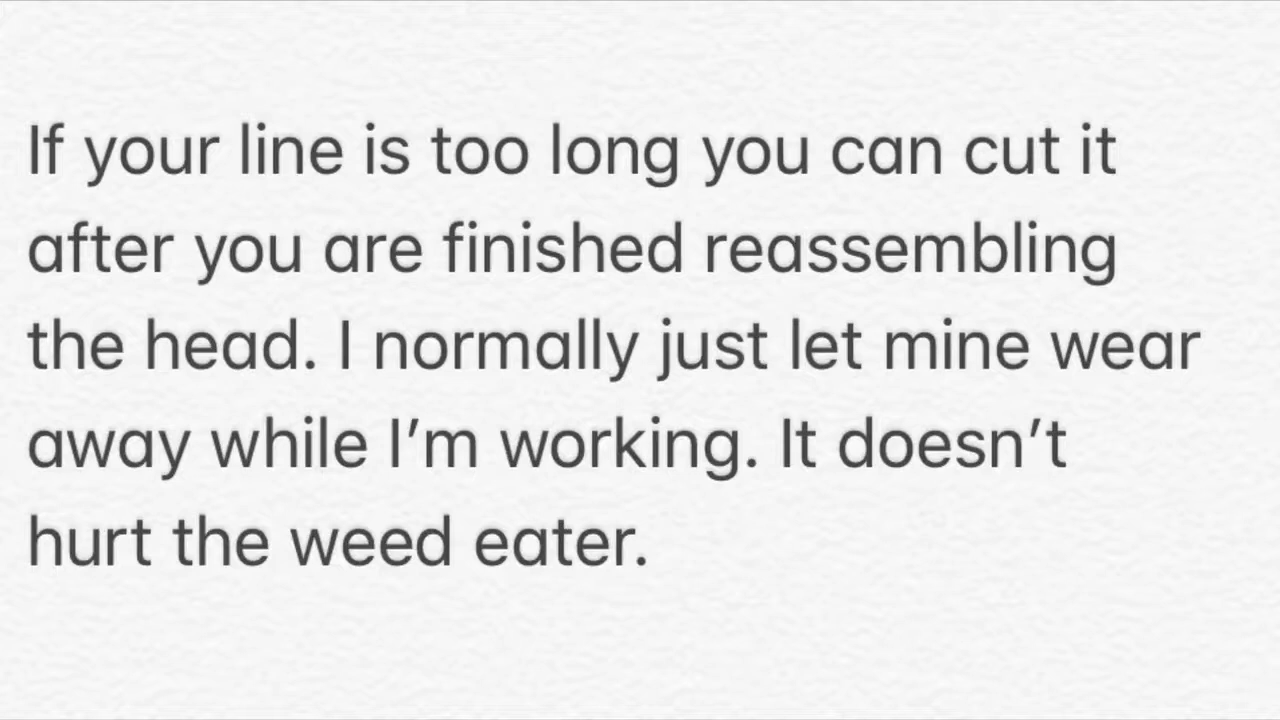 If your line is too long you can cut it
after you are finished reassembling
the head. I normally just let mine wear
away while I’m working. It doesn’t
hurt the weed eater.